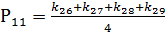 P₁₁ = (k₂₆+k₂₇+k₂₈+k₂₉)/4